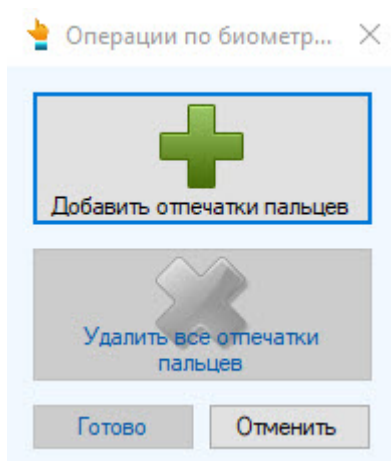 Операции по биометр...
Добавить отпечатки пальцев
Удалить все отпечатки
пальцев
Готово
Отменить